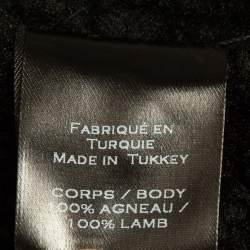 FABRIQUÉ EN
TURQUIE
MADE IN TUKKEY
CORPS / BODY
100% AGNEAU /
100% LAMB